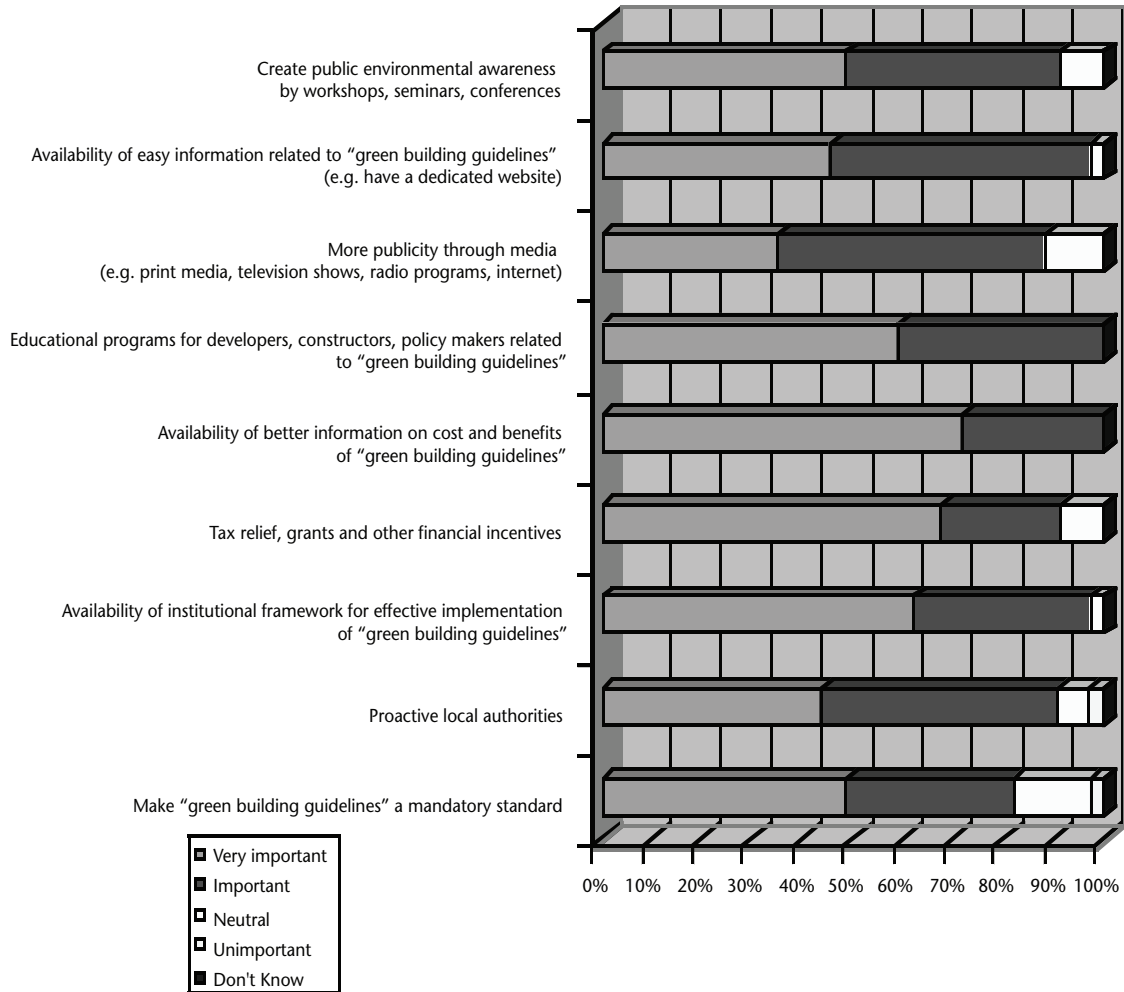 Create public environmental awareness
by workshops, seminars, conferences
Availability of easy information related to “green building guidelines”
(e.g. have a dedicated website)
More publicity through media
(e.g. print media, television shows, radio programs, internet)
Educational programs for developers, constructors, policy makers related
to “green building guidelines”
Availability of better information on cost and benefits
of “green building guidelines”
Tax relief, grants and other financial incentives
Availability of institutional framework for effective implementation
of “green building guidelines”
Proactive local authorities
Make “green building guidelines” a mandatory standard
0% 10% 20% 30% 40% 50% 60% 70% 80% 90% 100%
Very important
Important
Neutral
Unimportant
Don't Know